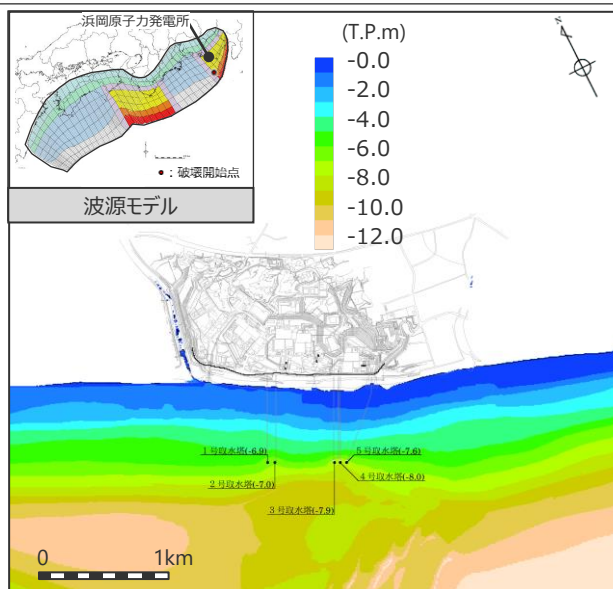 浜岡原子力発電所
●：破壊開始点
波源モデル
(T.P.m)
-0.0
-2.0
-4.0
-6.0
-8.0
-10.0
-12.0
1号取水塔(-6.9)
5号取水塔(-7.6)
2号取水塔(-7.0)
4号取水塔(-8.0)
3号取水塔(-7.9)
0 1km